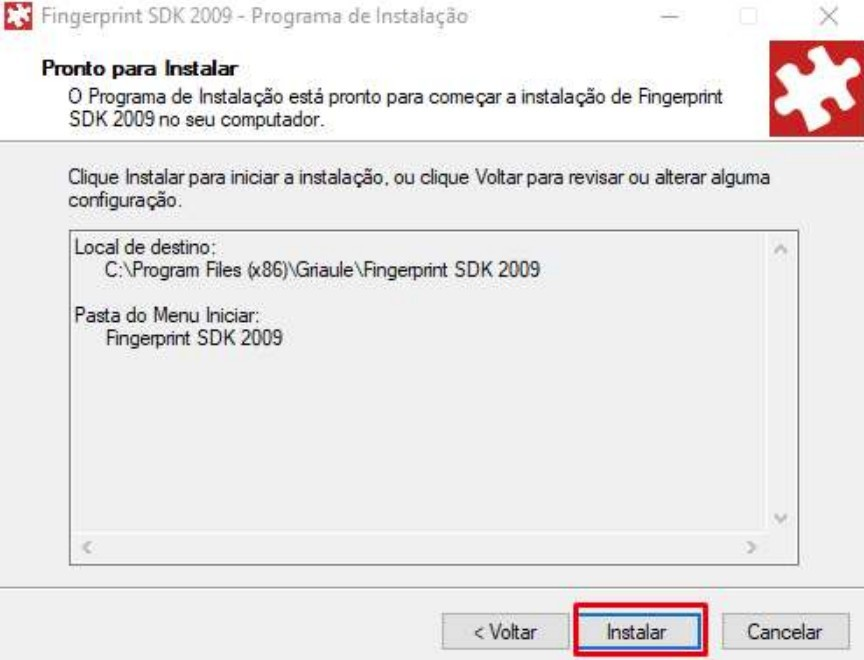 Fingerprint SDK 2009 - Programa de Instalação
Pronto para Instalar
O Programa de Instalação está pronto para começar a instalação de Fingerprint
SDK 2009 no seu computador.
Clique Instalar para iniciar a instalação, ou clique Voltar para revisar ou alterar alguma
configuração.
Local de destino:
C:\Program Files (x86)\Griaule\Fingerprint SDK 2009
Pasta do Menu Iniciar:
Fingerprint SDK 2009
< Voltar
Instalar
Cancelar